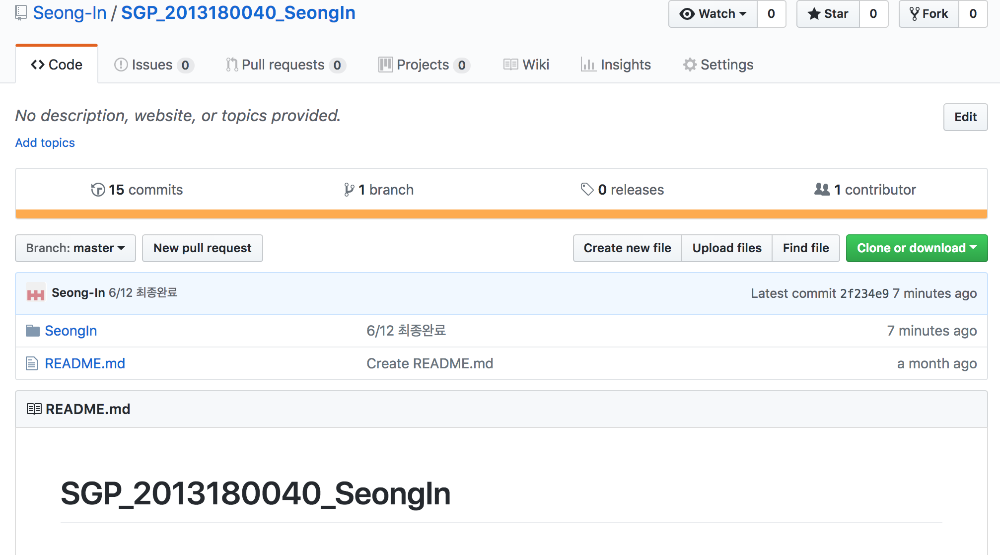 Seong-In / SGP_2013180040_SeongIn
Watch 0 Star 0 Fork 0
Code Issues 0 Pull requests 0 Projects 0 Wiki Insights Settings
No description, website, or topics provided.
Edit
Add topics
15 commits 1 branch 0 releases 1 contributor
Branch: master New pull request Create new file Upload files Find file Clone or download
Seong-In 6/12 최종완료 Latest commit 2f234e9 7 minutes ago
SeongIn 6/12 최종완료 7 minutes ago
README.md Create README.md a month ago
README.md
SGP_2013180040_SeongIn